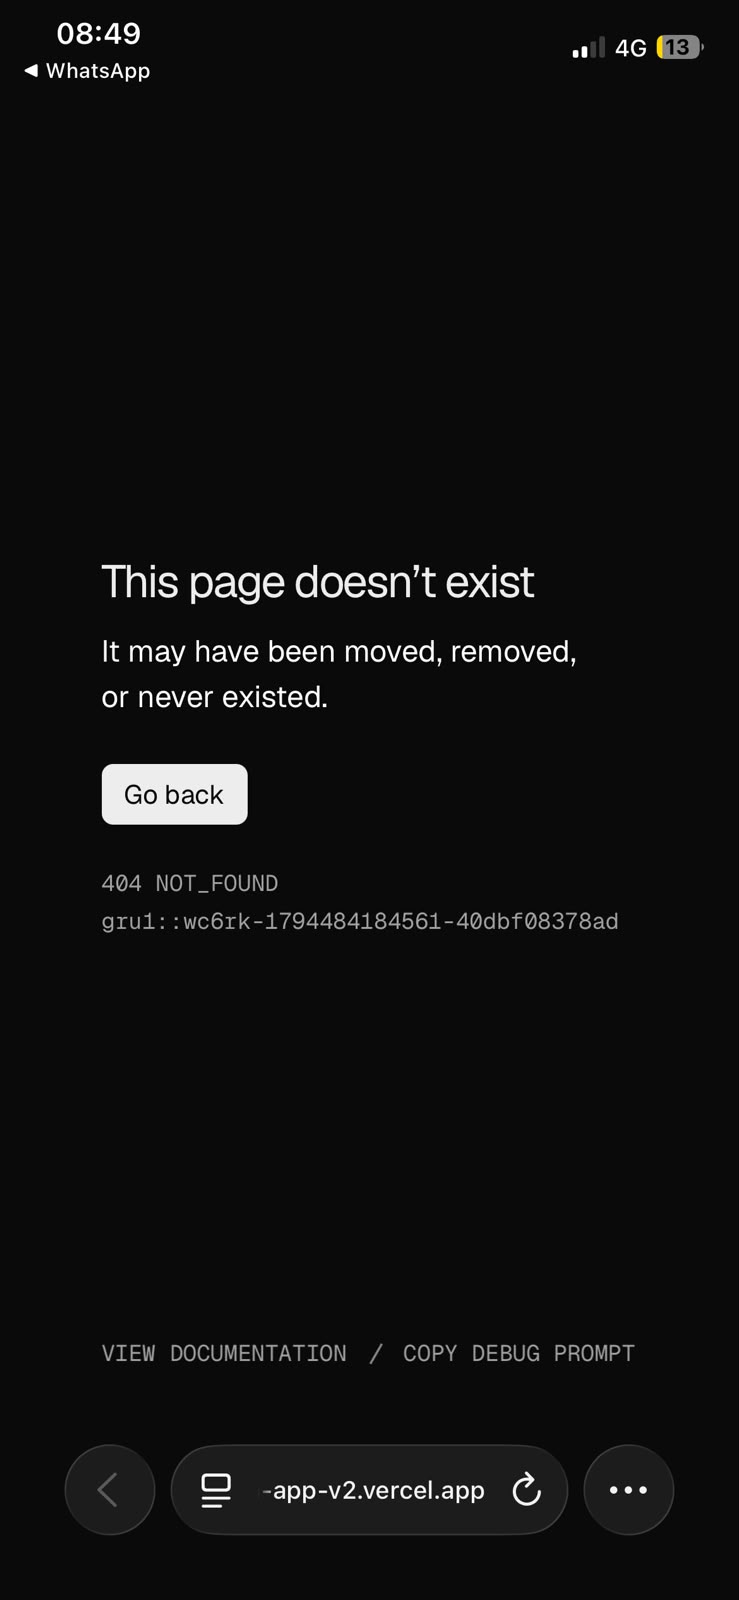 08:49
4G 13
◀ WhatsApp
This page doesn’t exist
It may have been moved, removed,
or never existed.
Go back
404 NOT_FOUND
gru1::wc6rk-1794484184561-40dbf08378ad
VIEW DOCUMENTATION / COPY DEBUG PROMPT
-app-v2.vercel.app